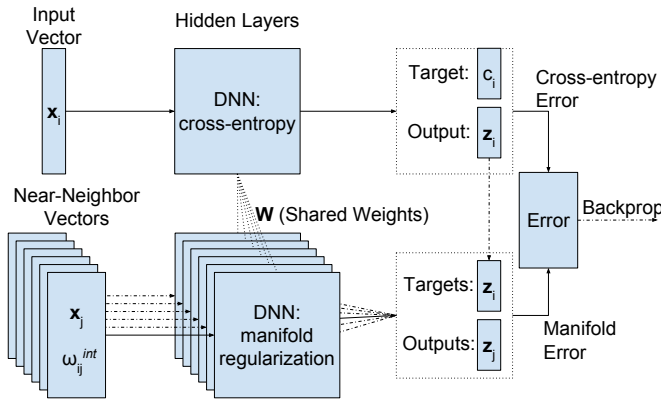 Input
Vector
Hidden Layers
x_i
DNN:
cross-entropy
Target: c_i
Output: z_i
Cross-entropy
Error
Near-Neighbor
Vectors
W (Shared Weights)
Error
Backprop
x_j
ω_ij^int
DNN:
manifold
regularization
Targets: z_i
Outputs: z_j
Manifold
Error